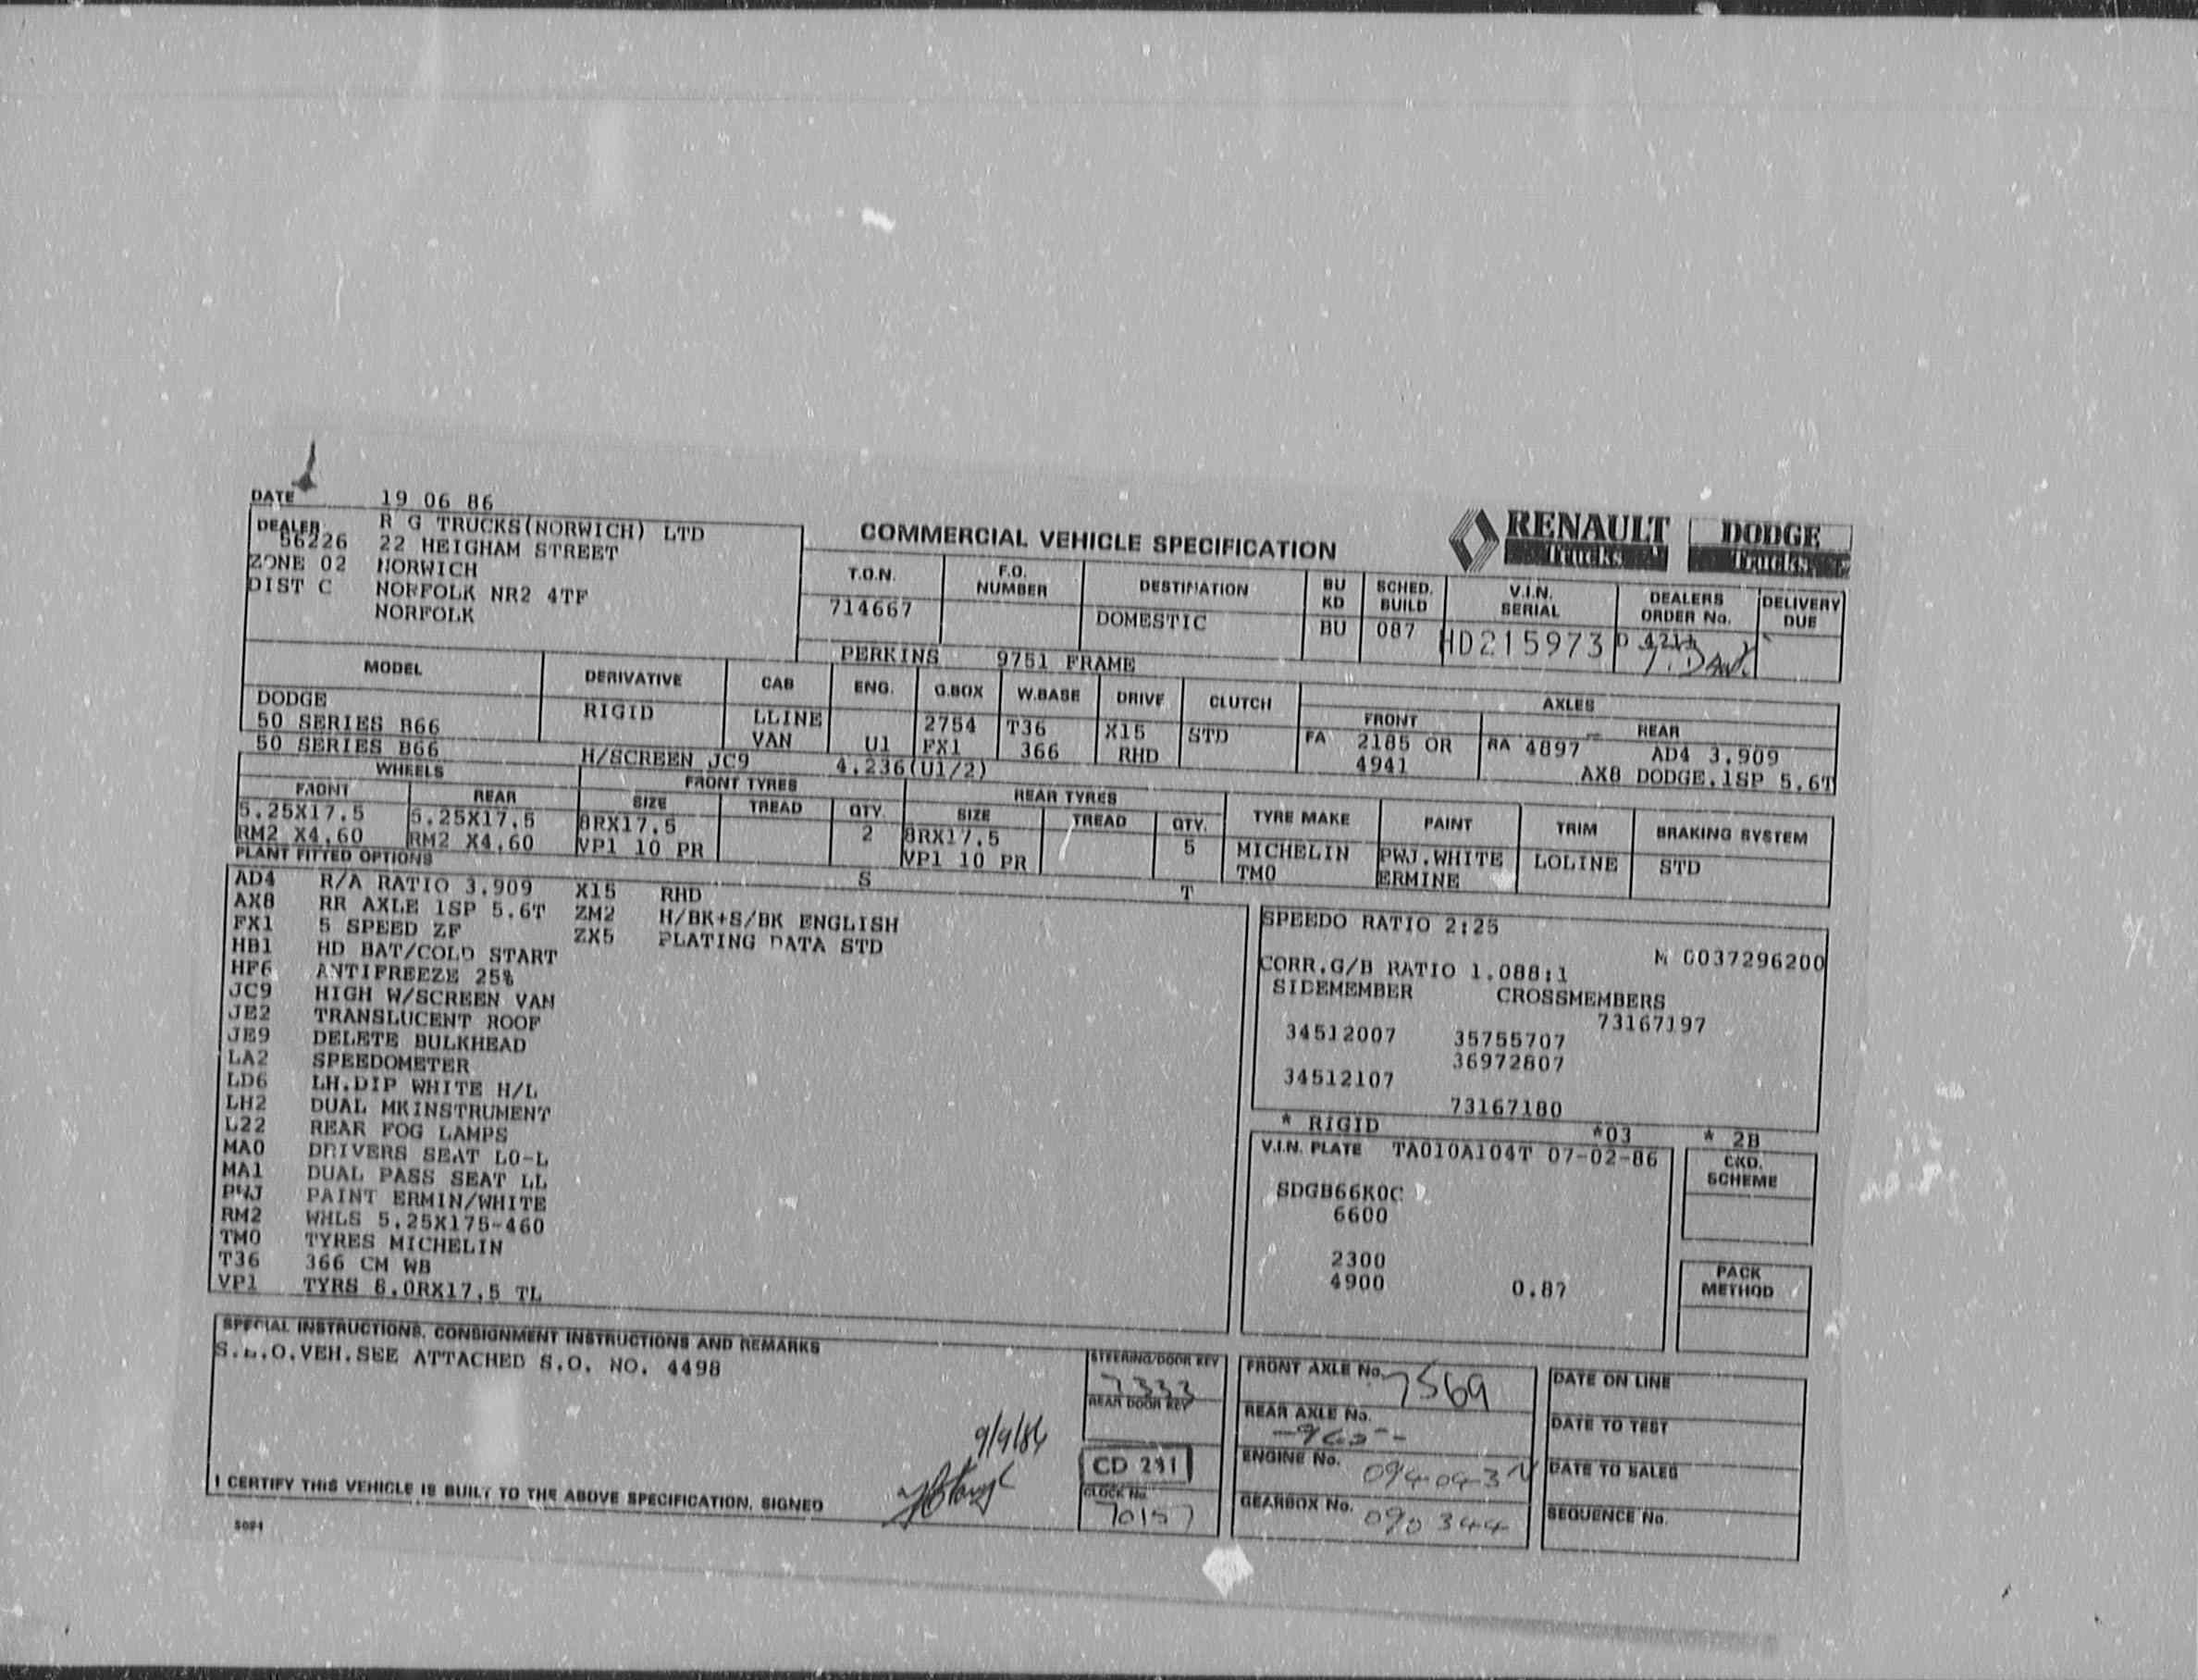 DATE 19 06 86
DEALER R G TRUCKS(NORWICH) LTD
56226 22 HEIGHAM STREET
ZONE 02 NORWICH
DIST C NORFOLK NR2 4TF
NORFOLK
COMMERCIAL VEHICLE SPECIFICATION
RENAULT Trucks
DODGE Trucks
T.O.N. F.O. NUMBER DESTINATION BU KD SCHED. BUILD V.I.N. SERIAL DEALERS ORDER No. DELIVERY DUE
714667 DOMESTIC BU 087 HD215973 D
PERKINS 9751 FRAME
MODEL DERIVATIVE CAB ENG. G.BOX W.BASE DRIVE CLUTCH AXLES
FRONT REAR
DODGE RIGID LLINE 2754 T36 X15 STD FA 2185 OR RA 4897 AD4 3.909
50 SERIES B66 VAN U1 FX1 366 RHD 4941 AX8 DODGE.1SP 5.6T
50 SERIES B66 H/SCREEN JC9 4.236(U1/2)
WHEELS FRONT TYRES REAR TYRES
FRONT REAR SIZE TREAD QTY. SIZE TREAD QTY. TYRE MAKE PAINT TRIM BRAKING SYSTEM
5.25X17.5 5.25X17.5 8RX17.5 2 8RX17.5 5 MICHELIN PWJ.WHITE LOLINE STD
RM2 X4.60 RM2 X4.60 VP1 10 PR VP1 10 PR TM0 ERMINE
PLANT FITTED OPTIONS S T
AD4 R/A RATIO 3.909 X15 RHD
AX8 RR AXLE 1SP 5.6T ZM2 H/BK+S/BK ENGLISH
FX1 5 SPEED ZF ZX5 PLATING DATA STD
HB1 HD BAT/COLD START
HF6 ANTIFREEZE 25%
JC9 HIGH W/SCREEN VAN
JE2 TRANSLUCENT ROOF
JE9 DELETE BULKHEAD
LA2 SPEEDOMETER
LD6 LH.DIP WHITE H/L
LH2 DUAL MKINSTRUMENT
L22 REAR FOG LAMPS
MA0 DRIVERS SEAT LO-L
MA1 DUAL PASS SEAT LL
PWJ PAINT ERMIN/WHITE
RM2 WHLS 5.25X175-460
TM0 TYRES MICHELIN
T36 366 CM WB
VP1 TYRS 8.0RX17.5 TL
SPEEDO RATIO 2:25
M 0037296200
CORR.G/B RATIO 1.088:1
SIDEMEMBER CROSSMEMBERS
73167197
34512007 35755707
36972807
34512107
73167180
* RIGID *03 * 2B
V.I.N. PLATE TA010A104T 07-02-86
SDGB66K0C
6600
2300
4900 0.87
CKD. SCHEME
PACK METHOD
SPECIAL INSTRUCTIONS, CONSIGNMENT INSTRUCTIONS AND REMARKS
VEH.SEE ATTACHED S.O. NO. 4498
9/9/86
I CERTIFY THIS VEHICLE IS BUILT TO THE ABOVE SPECIFICATION. SIGNED
STEERING/DOOR KEY
7333
REAR DOOR KEY
CD 231
CLOCK No.
70157
FRONT AXLE No. 7569
REAR AXLE No.
ENGINE No.
GEARBOX No. 090344
DATE ON LINE
DATE TO TEST
DATE TO SALES
SEQUENCE No.